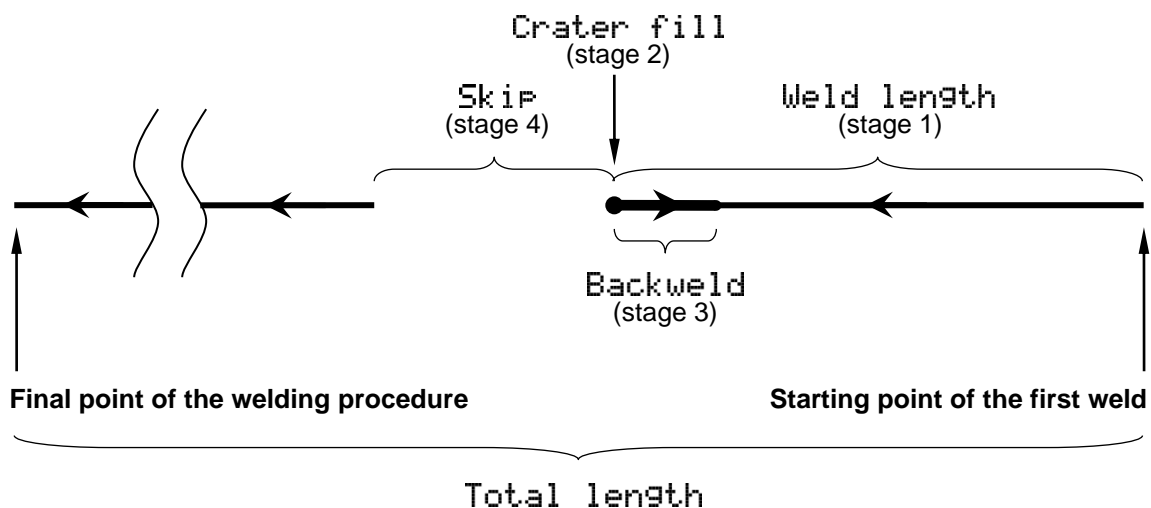 Crater fill
(stage 2)
Skip
(stage 4)
Weld length
(stage 1)
Backweld
(stage 3)
Final point of the welding procedure
Starting point of the first weld
Total length